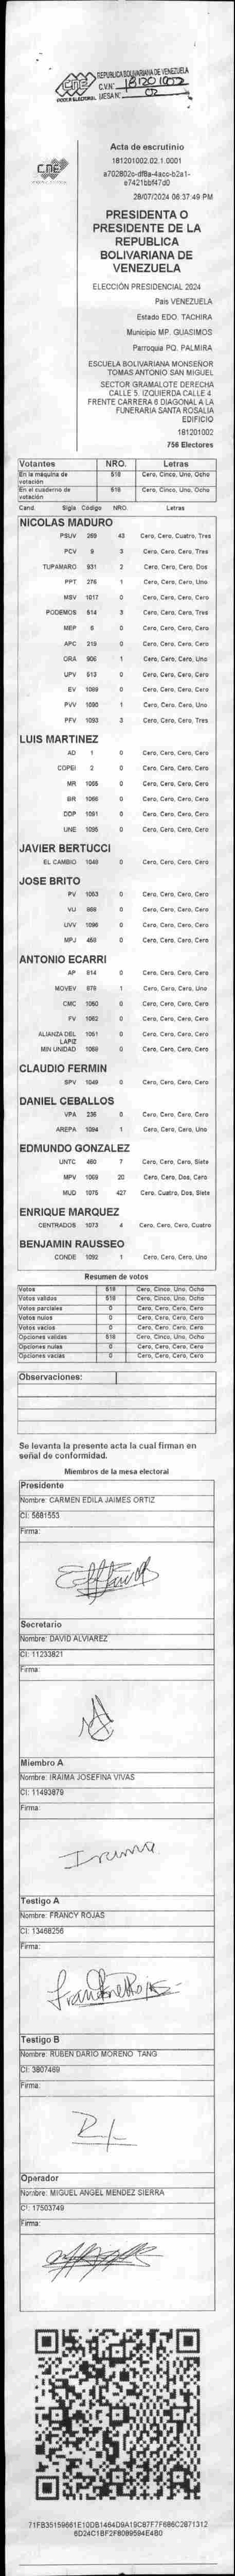 REPUBLICA BOLIVARIANA DE VENEZUELA
cne
PODER ELECTORAL
C.V.N°: 181201002
MESA N°: 02
Acta de escrutinio
181201002.02.1.0001
a702802c-df8a-4acc-b2a1-
e7421bbf47d0
28/07/2024 06:37:49 PM
PRESIDENTA O
PRESIDENTE DE LA
REPUBLICA
BOLIVARIANA DE
VENEZUELA
ELECCIÓN PRESIDENCIAL 2024
País VENEZUELA
Estado EDO. TACHIRA
Municipio MP. GUASIMOS
Parroquia PQ. PALMIRA
ESCUELA BOLIVARIANA MONSEÑOR
TOMAS ANTONIO SAN MIGUEL
SECTOR GRAMALOTE DERECHA
CALLE 5. IZQUIERDA CALLE 4.
FRENTE CARRERA 6 DIAGONAL A LA
FUNERARIA SANTA ROSALIA
EDIFICIO
181201002
756 Electores
Votantes NRO. Letras
En la máquina de votación 518 Cero, Cinco, Uno, Ocho
En el cuaderno de votación 518 Cero, Cinco, Uno, Ocho
Cand. Sigla Código NRO. Letras
NICOLAS MADURO
PSUV 269 43 Cero, Cero, Cuatro, Tres
PCV 9 3 Cero, Cero, Cero, Tres
TUPAMARO 931 2 Cero, Cero, Cero, Dos
PPT 276 1 Cero, Cero, Cero, Uno
MSV 1017 0 Cero, Cero, Cero, Cero
PODEMOS 514 3 Cero, Cero, Cero, Tres
MEP 6 0 Cero, Cero, Cero, Cero
APC 219 0 Cero, Cero, Cero, Cero
ORA 906 1 Cero, Cero, Cero, Uno
UPV 513 0 Cero, Cero, Cero, Cero
EV 1089 0 Cero, Cero, Cero, Cero
PVV 1090 1 Cero, Cero, Cero, Uno
PFV 1093 3 Cero, Cero, Cero, Tres
LUIS MARTINEZ
AD 1 0 Cero, Cero, Cero, Cero
COPEI 2 0 Cero, Cero, Cero, Cero
MR 1065 0 Cero, Cero, Cero, Cero
BR 1066 0 Cero, Cero, Cero, Cero
DDP 1091 0 Cero, Cero, Cero, Cero
UNE 1095 0 Cero, Cero, Cero, Cero
JAVIER BERTUCCI
EL CAMBIO 1048 0 Cero, Cero, Cero, Cero
JOSE BRITO
PV 1063 0 Cero, Cero, Cero, Cero
VU 988 0 Cero, Cero, Cero, Cero
UVV 1096 0 Cero, Cero, Cero, Cero
MPJ 459 0 Cero, Cero, Cero, Cero
ANTONIO ECARRI
AP 814 0 Cero, Cero, Cero, Cero
MOVEV 979 1 Cero, Cero, Cero, Uno
CMC 1060 0 Cero, Cero, Cero, Cero
FV 1062 0 Cero, Cero, Cero, Cero
ALIANZA DEL LAPIZ 1061 0 Cero, Cero, Cero, Cero
MIN UNIDAD 1069 0 Cero, Cero, Cero, Cero
CLAUDIO FERMIN
SPV 1049 0 Cero, Cero, Cero, Cero
DANIEL CEBALLOS
VPA 236 0 Cero, Cero, Cero, Cero
AREPA 1094 1 Cero, Cero, Cero, Uno
EDMUNDO GONZALEZ
UNTC 460 7 Cero, Cero, Cero, Siete
MPV 1069 20 Cero, Cero, Dos, Cero
MUD 1075 427 Cero, Cuatro, Dos, Siete
ENRIQUE MARQUEZ
CENTRADOS 1073 4 Cero, Cero, Cero, Cuatro
BENJAMIN RAUSSEO
CONDE 1092 1 Cero, Cero, Cero, Uno
Resumen de votos
Votos 518 Cero, Cinco, Uno, Ocho
Votos validos 518 Cero, Cinco, Uno, Ocho
Votos parciales 0 Cero, Cero, Cero, Cero
Votos nulos 0 Cero, Cero, Cero, Cero
Votos vacios 0 Cero, Cero, Cero, Cero
Opciones validas 518 Cero, Cinco, Uno, Ocho
Opciones nulas 0 Cero, Cero, Cero, Cero
Opciones vacias 0 Cero, Cero, Cero, Cero
Observaciones:
Se levanta la presente acta la cual firman en
señal de conformidad.
Miembros de la mesa electoral
Presidente
Nombre: CARMEN EDILA JAIMES ORTIZ
CI: 5681553
Firma:
Secretario
Nombre: DAVID ALVIAREZ
CI: 11233821
Firma:
Miembro A
Nombre: IRAIMA JOSEFINA VIVAS
CI: 11493879
Firma:
Testigo A
Nombre: FRANCY ROJAS
CI: 13468256
Firma:
Testigo B
Nombre: RUBEN DARIO MORENO TANG
CI: 3807469
Firma:
Operador
Nombre: MIGUEL ANGEL MENDEZ SIERRA
CI: 17503749
Firma:
71FB35159661E10DB1464D9A19C87F7F686C2871312
6D24C1BF2F8089594E4B0